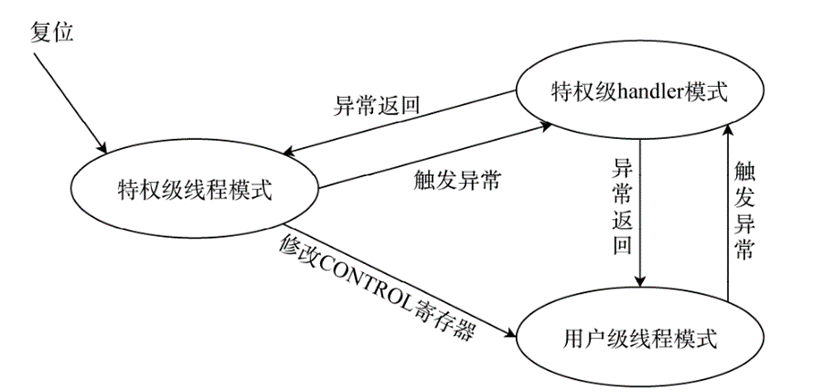 复位
特权级handler模式
异常返回
特权级线程模式
触发异常
异常返回
触发异常
修改CONTROL寄存器
用户级线程模式